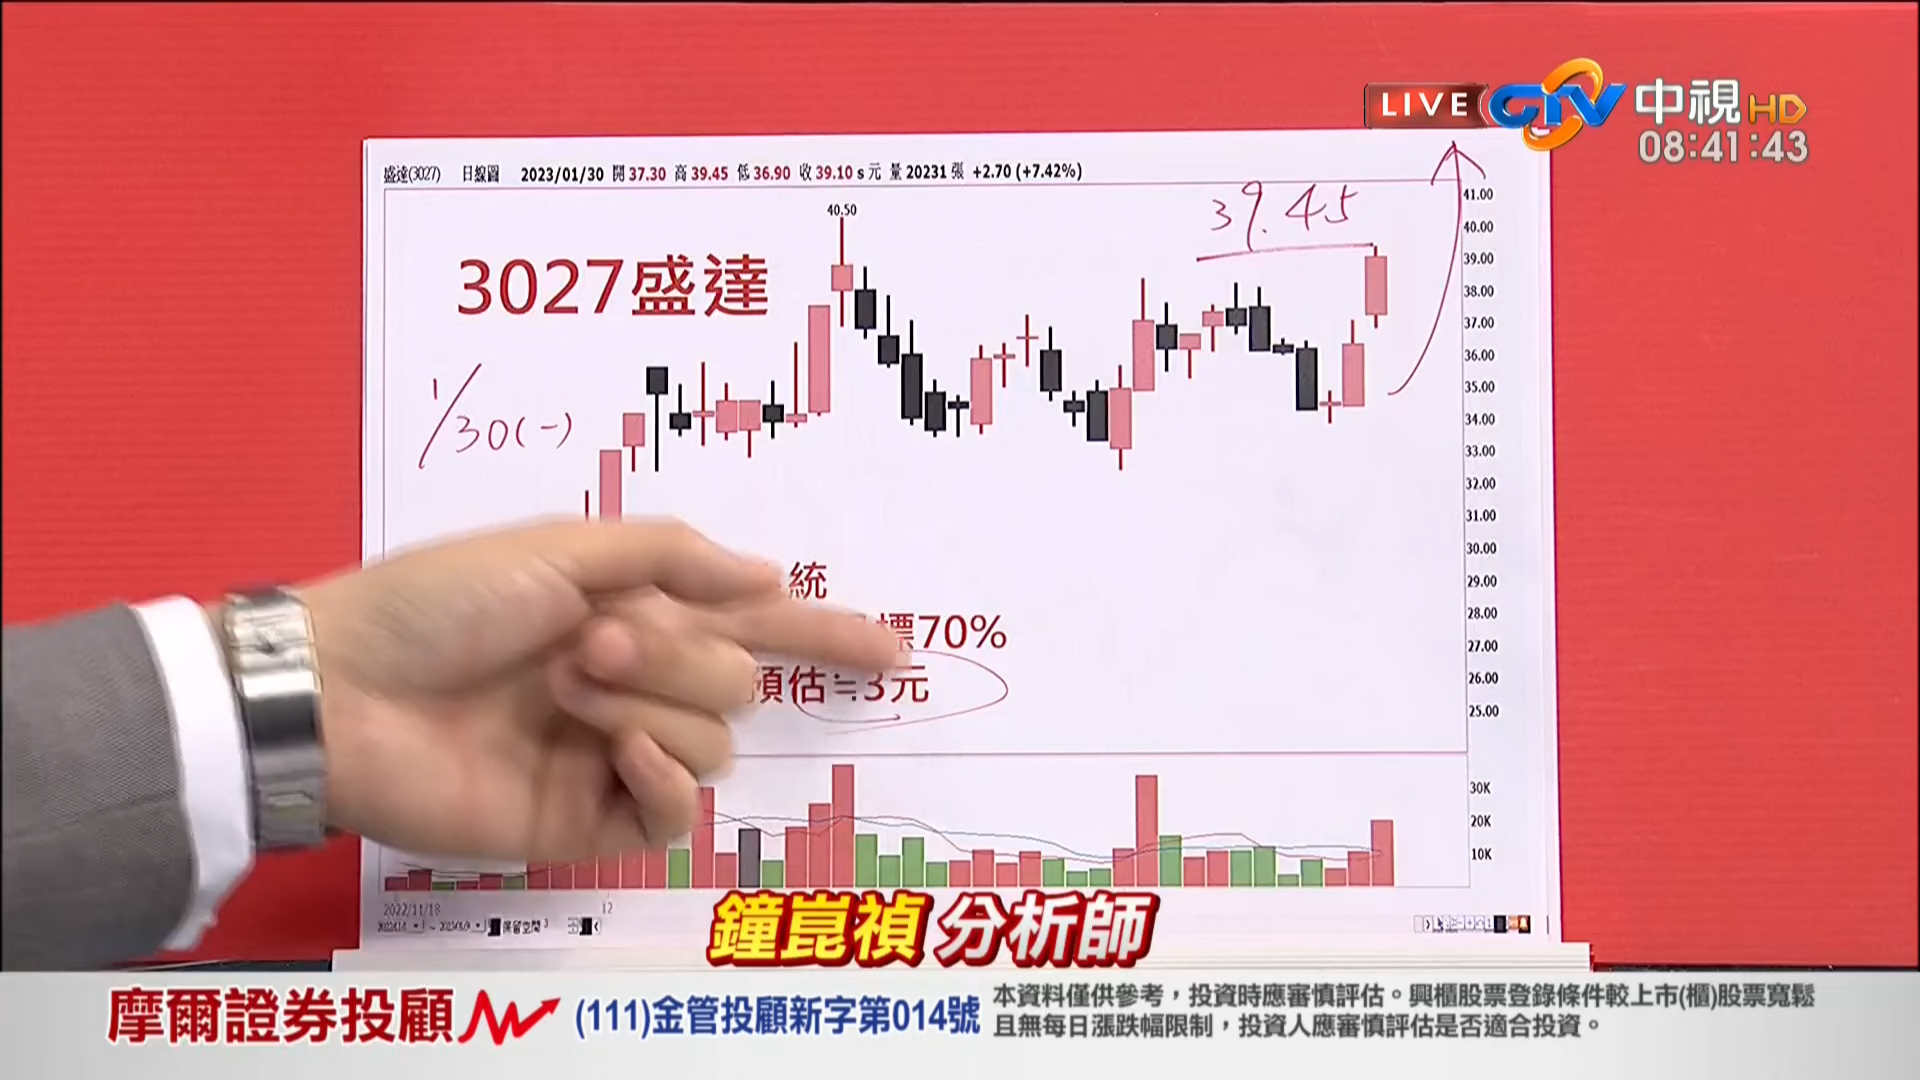 LIVE CTV 中視 HD
08:41:43
盛達(3027) 日線圖 2023/01/30 開 37.30 高 39.45 低 36.90 收 39.10 s 元 量 20231 張 +2.70 (+7.42%)
41.00
40.50
39.45
40.00
3027盛達
39.00
38.00
37.00
1/30(一)
36.00
35.00
34.00
33.00
32.00
31.00
30.00
統
29.00
28.00
標70%
27.00
預估≒3元
26.00
25.00
30K
20K
10K
2022/11/18
12
保留空間
鐘崑禎 分析師
摩爾證券投顧
(111)金管投顧新字第014號
本資料僅供參考，投資時應審慎評估。興櫃股票登錄條件較上市(櫃)股票寬鬆
且無每日漲跌幅限制，投資人應審慎評估是否適合投資。